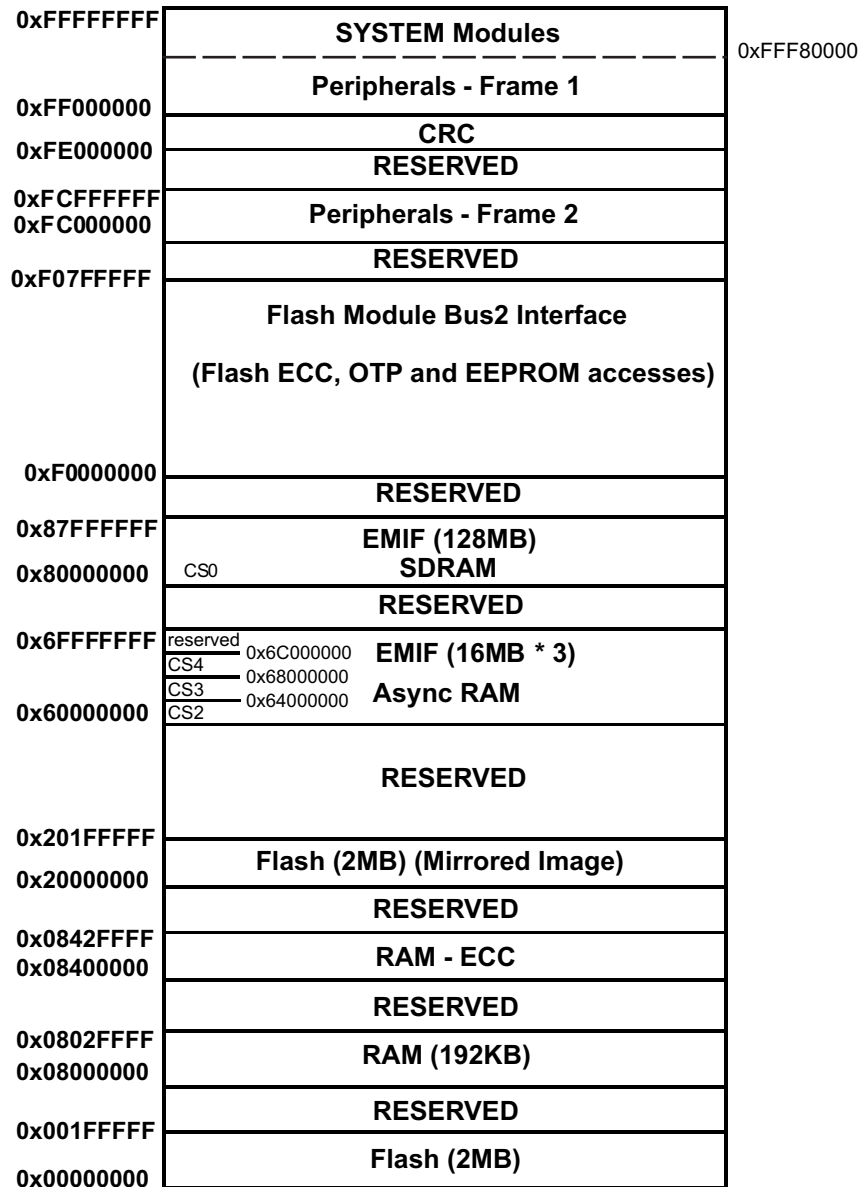 0xFFFFFFFF
SYSTEM Modules
0xFFF80000
Peripherals - Frame 1
0xFF000000
CRC
0xFE000000
RESERVED
0xFCFFFFFF
Peripherals - Frame 2
0xFC000000
RESERVED
0xF07FFFFF
Flash Module Bus2 Interface
(Flash ECC, OTP and EEPROM accesses)
0xF0000000
RESERVED
0x87FFFFFF
EMIF (128MB)
0x80000000
CS0
SDRAM
RESERVED
0x6FFFFFFF
reserved
0x6C000000
EMIF (16MB * 3)
CS4
0x68000000
CS3
0x64000000
Async RAM
0x60000000
CS2
RESERVED
0x201FFFFF
Flash (2MB) (Mirrored Image)
0x20000000
RESERVED
0x0842FFFF
RAM - ECC
0x08400000
RESERVED
0x0802FFFF
RAM (192KB)
0x08000000
RESERVED
0x001FFFFF
Flash (2MB)
0x00000000